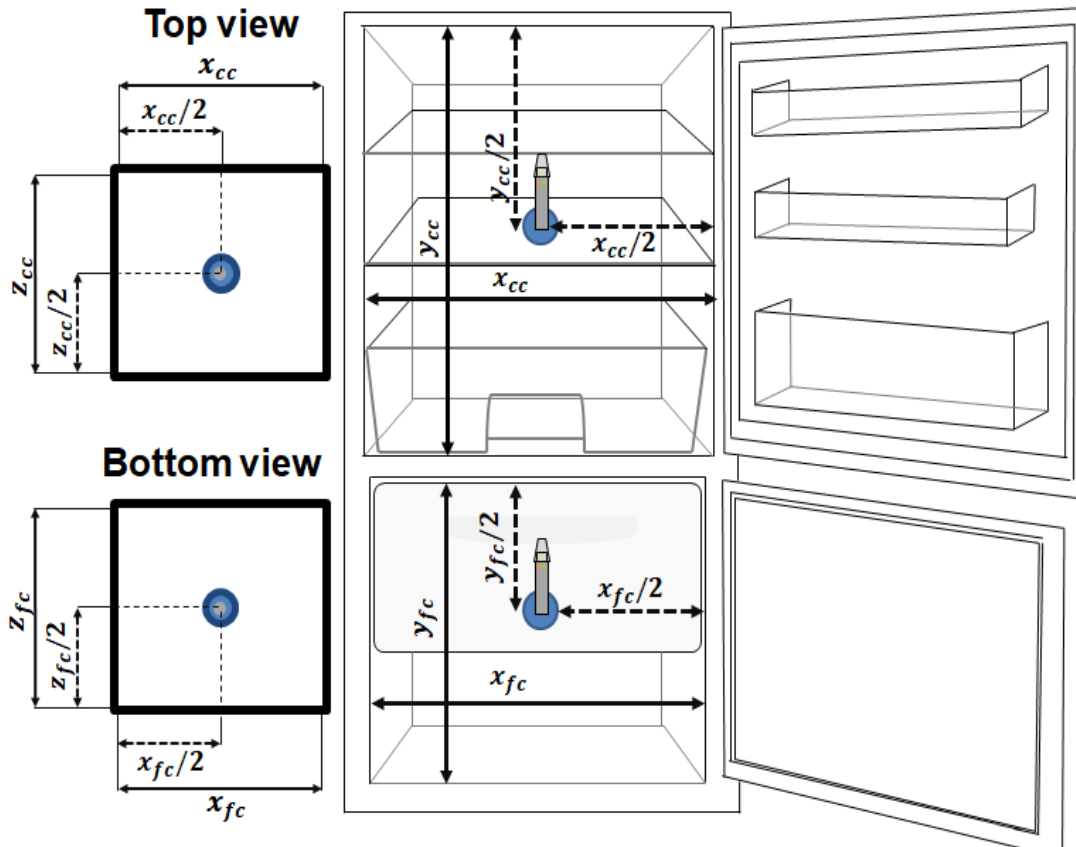 Top view
x_cc
x_cc/2
z_cc
z_cc/2
y_cc
y_cc/2
x_cc/2
x_cc
Bottom view
z_fc
z_fc/2
x_fc/2
x_fc
y_fc
y_fc/2
x_fc/2
x_fc